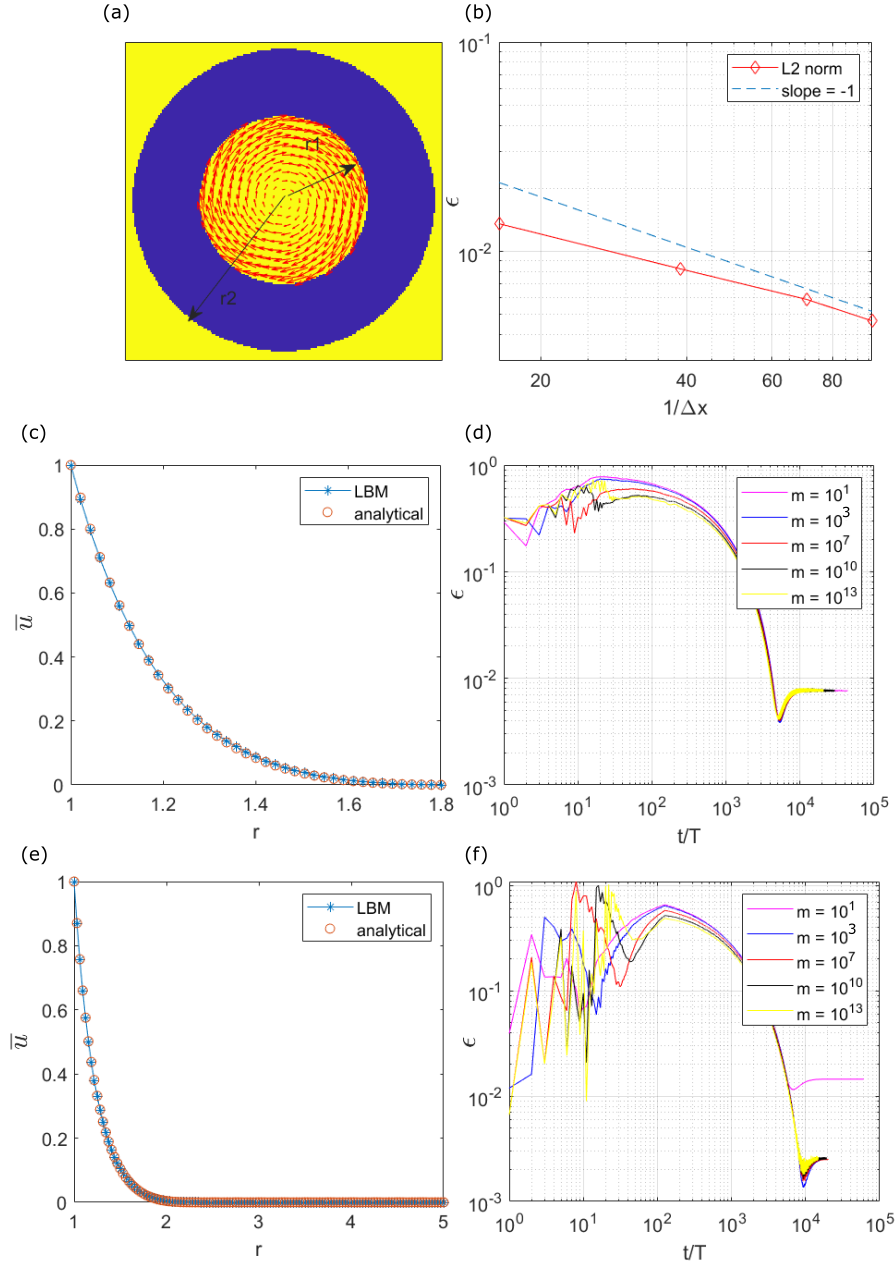 (a)
r1
r2
(b)
10^-1
10^-2
ϵ
20
40
60
80
1/Δx
L2 norm
slope = -1
(c)
1
0.8
0.6
0.4
0.2
0
u̅
1
1.2
1.4
1.6
1.8
r
LBM
analytical
(d)
10^0
10^-1
10^-2
10^-3
ϵ
10^0
10^1
10^2
10^3
10^4
10^5
t/T
m = 10^1
m = 10^3
m = 10^7
m = 10^10
m = 10^13
(e)
1
0.8
0.6
0.4
0.2
0
u̅
1
2
3
4
5
r
LBM
analytical
(f)
10^0
10^-1
10^-2
10^-3
ϵ
10^0
10^1
10^2
10^3
10^4
10^5
t/T
m = 10^1
m = 10^3
m = 10^7
m = 10^10
m = 10^13